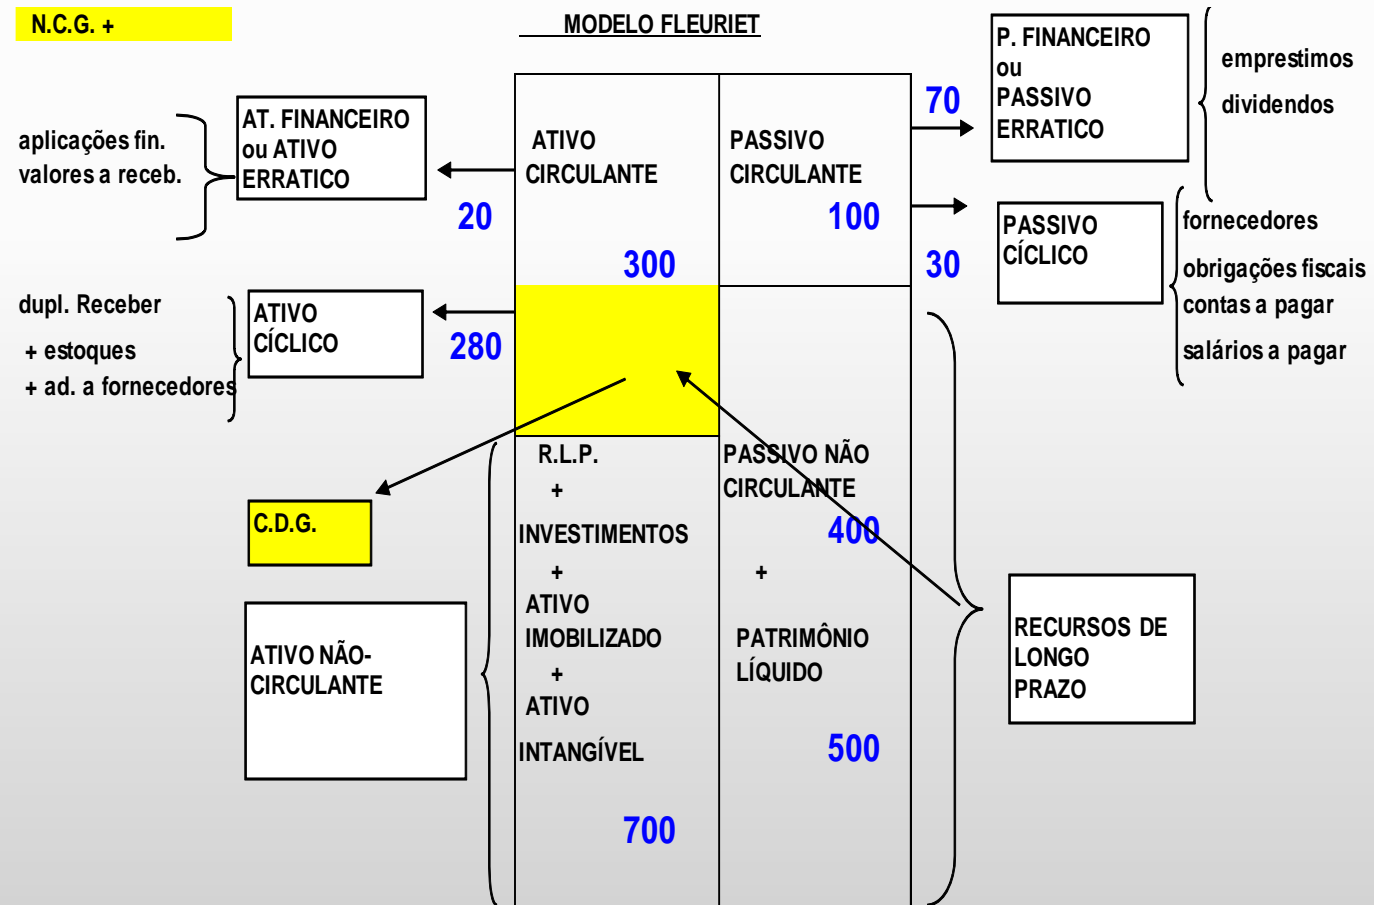 N.C.G. +
MODELO FLEURIET
aplicações fin.
valores a receb.
AT. FINANCEIRO
ou ATIVO
ERRATICO
20
dupl. Receber
+ estoques
+ ad. a fornecedores
ATIVO
CÍCLICO
280
C.D.G.
ATIVO NÃO-
CIRCULANTE
ATIVO
CIRCULANTE
300
R.L.P.
+
INVESTIMENTOS
+
ATIVO
IMOBILIZADO
+
ATIVO
INTANGÍVEL
700
PASSIVO
CIRCULANTE
100
PASSIVO NÃO
CIRCULANTE
400
+
PATRIMÔNIO
LÍQUIDO
500
70
P. FINANCEIRO
ou
PASSIVO
ERRATICO
emprestimos
dividendos
30
PASSIVO
CÍCLICO
fornecedores
obrigações fiscais
contas a pagar
salários a pagar
RECURSOS DE
LONGO
PRAZO